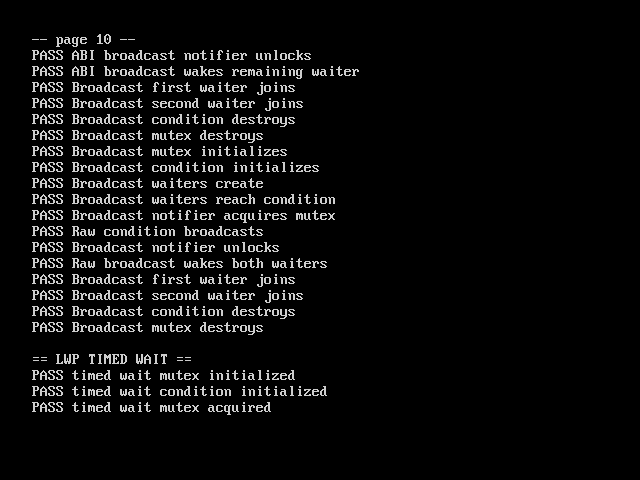 -- page 10 --
PASS ABI broadcast notifier unlocks
PASS ABI broadcast wakes remaining waiter
PASS Broadcast first waiter joins
PASS Broadcast second waiter joins
PASS Broadcast condition destroys
PASS Broadcast mutex destroys
PASS Broadcast mutex initializes
PASS Broadcast condition initializes
PASS Broadcast waiters create
PASS Broadcast waiters reach condition
PASS Broadcast notifier acquires mutex
PASS Raw condition broadcasts
PASS Broadcast notifier unlocks
PASS Raw broadcast wakes both waiters
PASS Broadcast first waiter joins
PASS Broadcast second waiter joins
PASS Broadcast condition destroys
PASS Broadcast mutex destroys
== LWP TIMED WAIT ==
PASS timed wait mutex initialized
PASS timed wait condition initialized
PASS timed wait mutex acquired